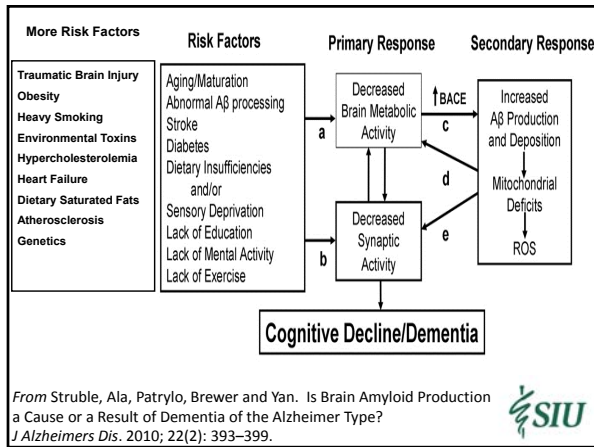 More Risk Factors
Traumatic Brain Injury
Obesity
Heavy Smoking
Environmental Toxins
Hypercholesterolemia
Heart Failure
Dietary Saturated Fats
Atherosclerosis
Genetics
Risk Factors
Aging/Maturation
Abnormal Aβ processing
Stroke
Diabetes
Dietary Insufficiencies
and/or
Sensory Deprivation
Lack of Education
Lack of Mental Activity
Lack of Exercise
a
b
Primary Response
Decreased
Brain Metabolic
Activity
Decreased
Synaptic
Activity
↑BACE
c
d
e
Secondary Response
Increased
Aβ Production
and Deposition
Mitochondrial
Deficits
ROS
Cognitive Decline/Dementia
From Struble, Ala, Patrylo, Brewer and Yan. Is Brain Amyloid Production
a Cause or a Result of Dementia of the Alzheimer Type?
J Alzheimers Dis. 2010; 22(2): 393–399.
SIU